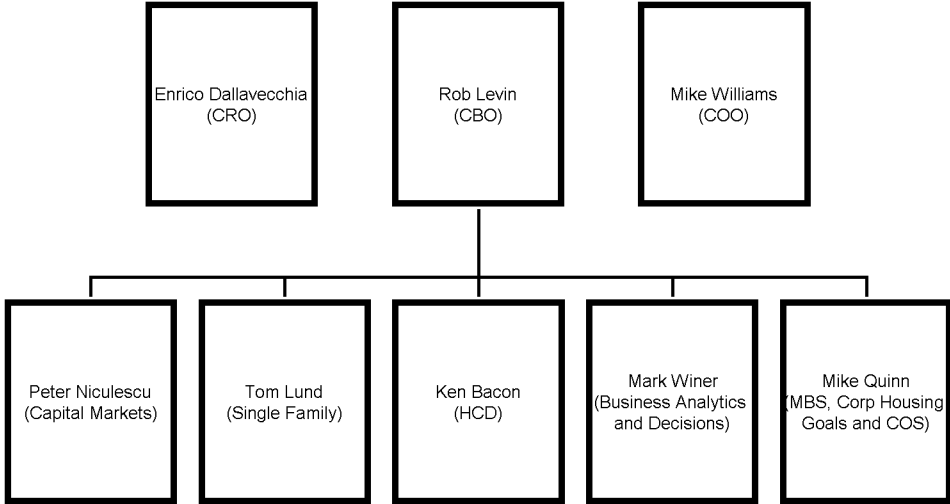 Enrico Dallavecchia
(CRO)
Rob Levin
(CBO)
Mike Williams
(COO)
Peter Niculescu
(Capital Markets)
Tom Lund
(Single Family)
Ken Bacon
(HCD)
Mark Winer
(Business Analytics
and Decisions)
Mike Quinn
(MBS, Corp Housing
Goals and COS)